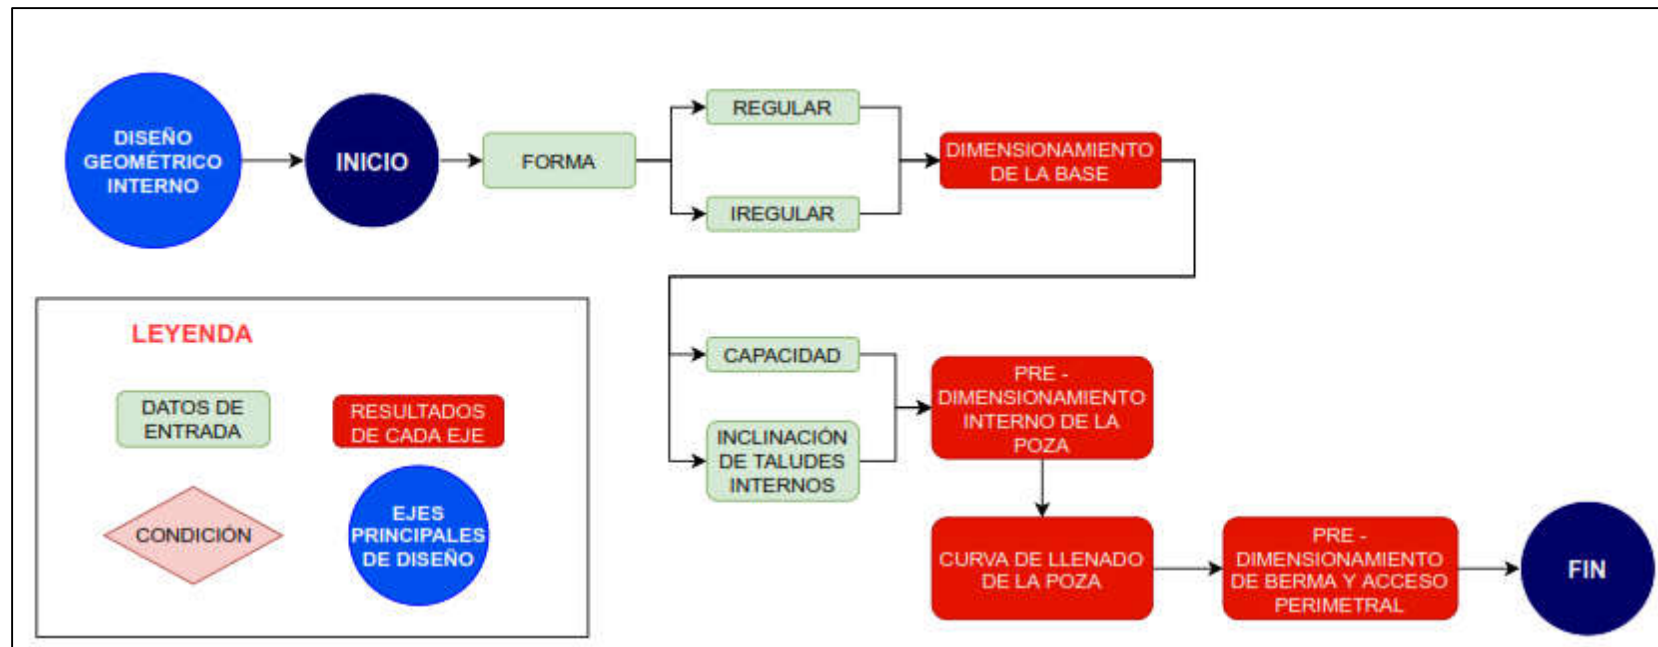 DISEÑO
GEOMÉTRICO
INTERNO
INICIO
FORMA
REGULAR
IREGULAR
DIMENSIONAMIENTO
DE LA BASE
CAPACIDAD
INCLINACIÓN
DE TALUDES
INTERNOS
PRE -
DIMENSIONAMIENTO
INTERNO DE LA
POZA
CURVA DE LLENADO
DE LA POZA
PRE -
DIMENSIONAMIENTO
DE BERMA Y ACCESO
PERIMETRAL
FIN
LEYENDA
DATOS DE
ENTRADA
RESULTADOS
DE CADA EJE
CONDICIÓN
EJES
PRINCIPALES
DE DISEÑO